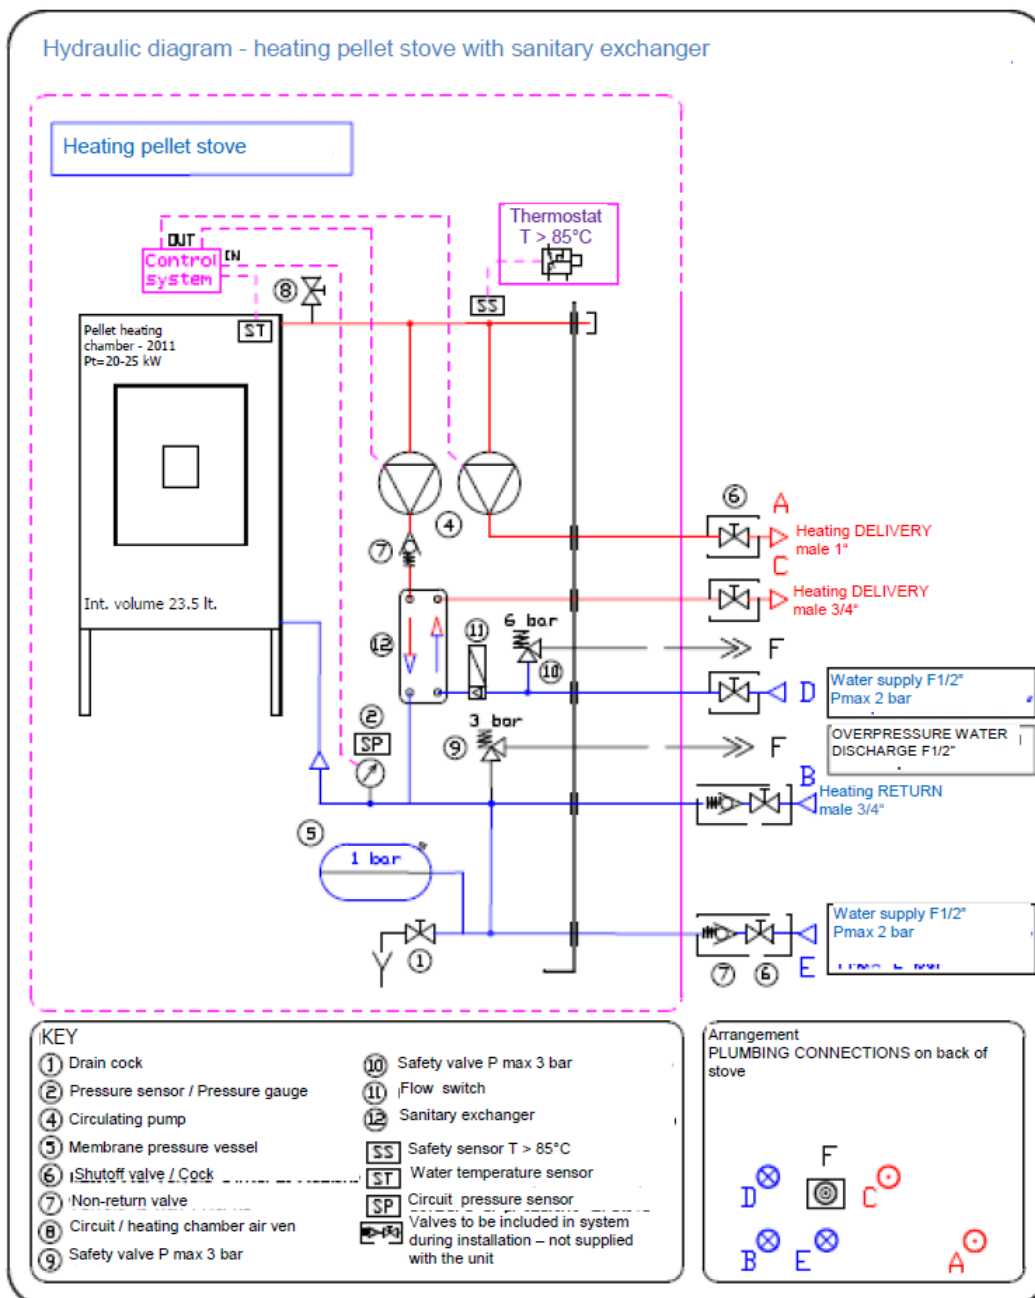 Hydraulic diagram - heating pellet stove with sanitary exchanger
Heating pellet stove
Thermostat
T > 85°C
OUT
IN
Control
system
8
SS
ST
Pellet heating
chamber - 2011
Pt=20-25 kW
4
7
6
A
Heating DELIVERY
male 1"
C
Heating DELIVERY
male 3/4"
Int. volume 23.5 lt.
12
11
6 bar
10
F
D
Water supply F1/2"
Pmax 2 bar
2
SP
3 bar
9
F
OVERPRESSURE WATER
DISCHARGE F1/2"
B
Heating RETURN
male 3/4"
5
1 bar
1
7
6
E
Water supply F1/2"
Pmax 2 bar
KEY
1 Drain cock
2 Pressure sensor / Pressure gauge
4 Circulating pump
5 Membrane pressure vessel
6 Shutoff valve / Cock
7 Non-return valve
8 Circuit / heating chamber air ven
9 Safety valve P max 3 bar
10 Safety valve P max 3 bar
11 Flow switch
12 Sanitary exchanger
SS Safety sensor T > 85°C
ST Water temperature sensor
SP Circuit pressure sensor
Valves to be included in system
during installation – not supplied
with the unit
Arrangement
PLUMBING CONNECTIONS on back of
stove
F
D
C
B
E
A